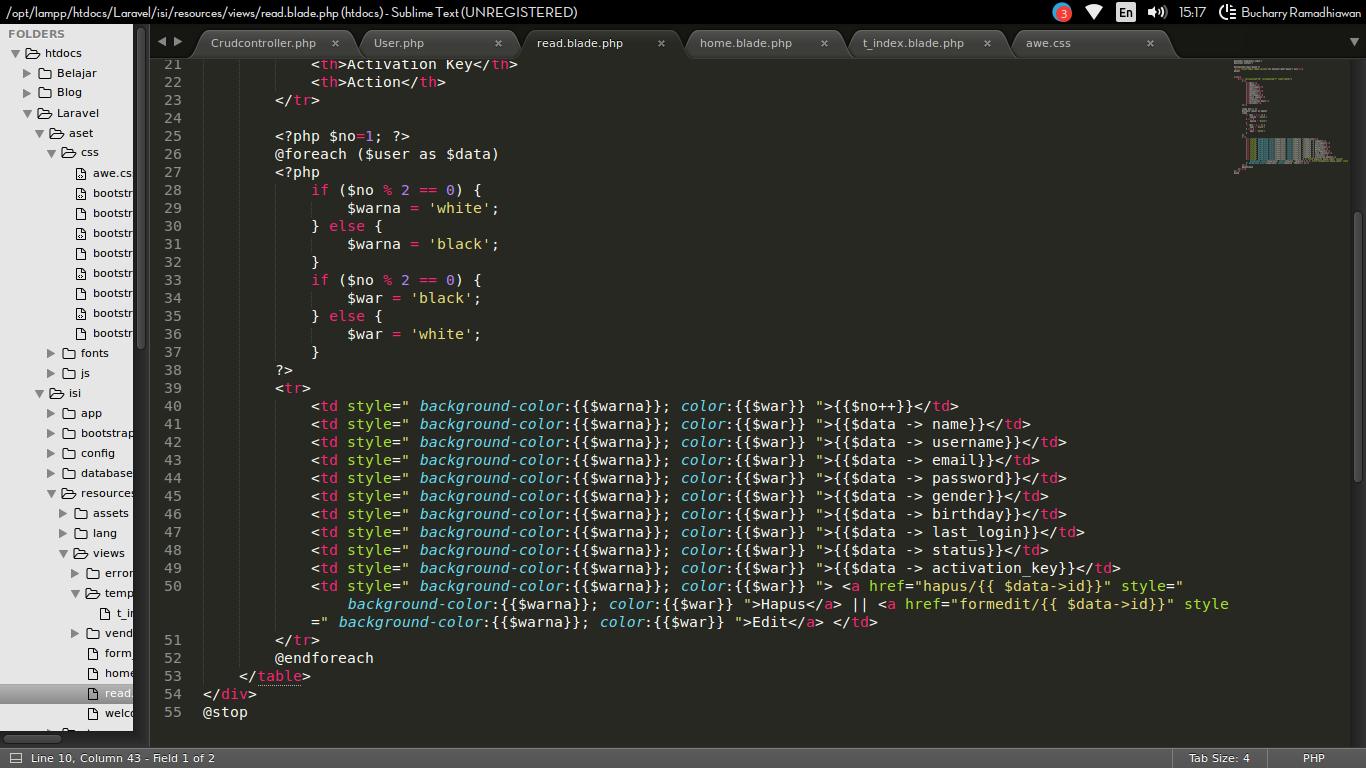 /opt/lampp/htdocs/Laravel/isi/resources/views/read.blade.php (htdocs) - Sublime Text (UNREGISTERED)
3 En 15:17 Bucharry Ramadhiawan
FOLDERS
htdocs
Belajar
Blog
Laravel
aset
css
awe.cs
bootstr
bootstr
bootstr
bootstr
bootstr
bootstr
bootstr
bootstr
fonts
js
isi
app
bootstrap
config
database
resources
assets
lang
views
error
temp
t_in
vend
form_
home
read.
welco
Crudcontroller.php × User.php × read.blade.php × home.blade.php × t_index.blade.php × awe.css ×
21 <th>Activation Key</th>
22 <th>Action</th>
23 </tr>
24
25 <?php $no=1; ?>
26 @foreach ($user as $data)
27 <?php
28 if ($no % 2 == 0) {
29 $warna = 'white';
30 } else {
31 $warna = 'black';
32 }
33 if ($no % 2 == 0) {
34 $war = 'black';
35 } else {
36 $war = 'white';
37 }
38 ?>
39 <tr>
40 <td style=" background-color:{{$warna}}; color:{{$war}} ">{{$no++}}</td>
41 <td style=" background-color:{{$warna}}; color:{{$war}} ">{{$data -> name}}</td>
42 <td style=" background-color:{{$warna}}; color:{{$war}} ">{{$data -> username}}</td>
43 <td style=" background-color:{{$warna}}; color:{{$war}} ">{{$data -> email}}</td>
44 <td style=" background-color:{{$warna}}; color:{{$war}} ">{{$data -> password}}</td>
45 <td style=" background-color:{{$warna}}; color:{{$war}} ">{{$data -> gender}}</td>
46 <td style=" background-color:{{$warna}}; color:{{$war}} ">{{$data -> birthday}}</td>
47 <td style=" background-color:{{$warna}}; color:{{$war}} ">{{$data -> last_login}}</td>
48 <td style=" background-color:{{$warna}}; color:{{$war}} ">{{$data -> status}}</td>
49 <td style=" background-color:{{$warna}}; color:{{$war}} ">{{$data -> activation_key}}</td>
50 <td style=" background-color:{{$warna}}; color:{{$war}} "> <a href="hapus/{{ $data->id}}" style="
background-color:{{$warna}}; color:{{$war}} ">Hapus</a> || <a href="formedit/{{ $data->id}}" style
=" background-color:{{$warna}}; color:{{$war}} ">Edit</a> </td>
51 </tr>
52 @endforeach
53 </table>
54 </div>
55 @stop
Line 10, Column 43 - Field 1 of 2
Tab Size: 4 PHP